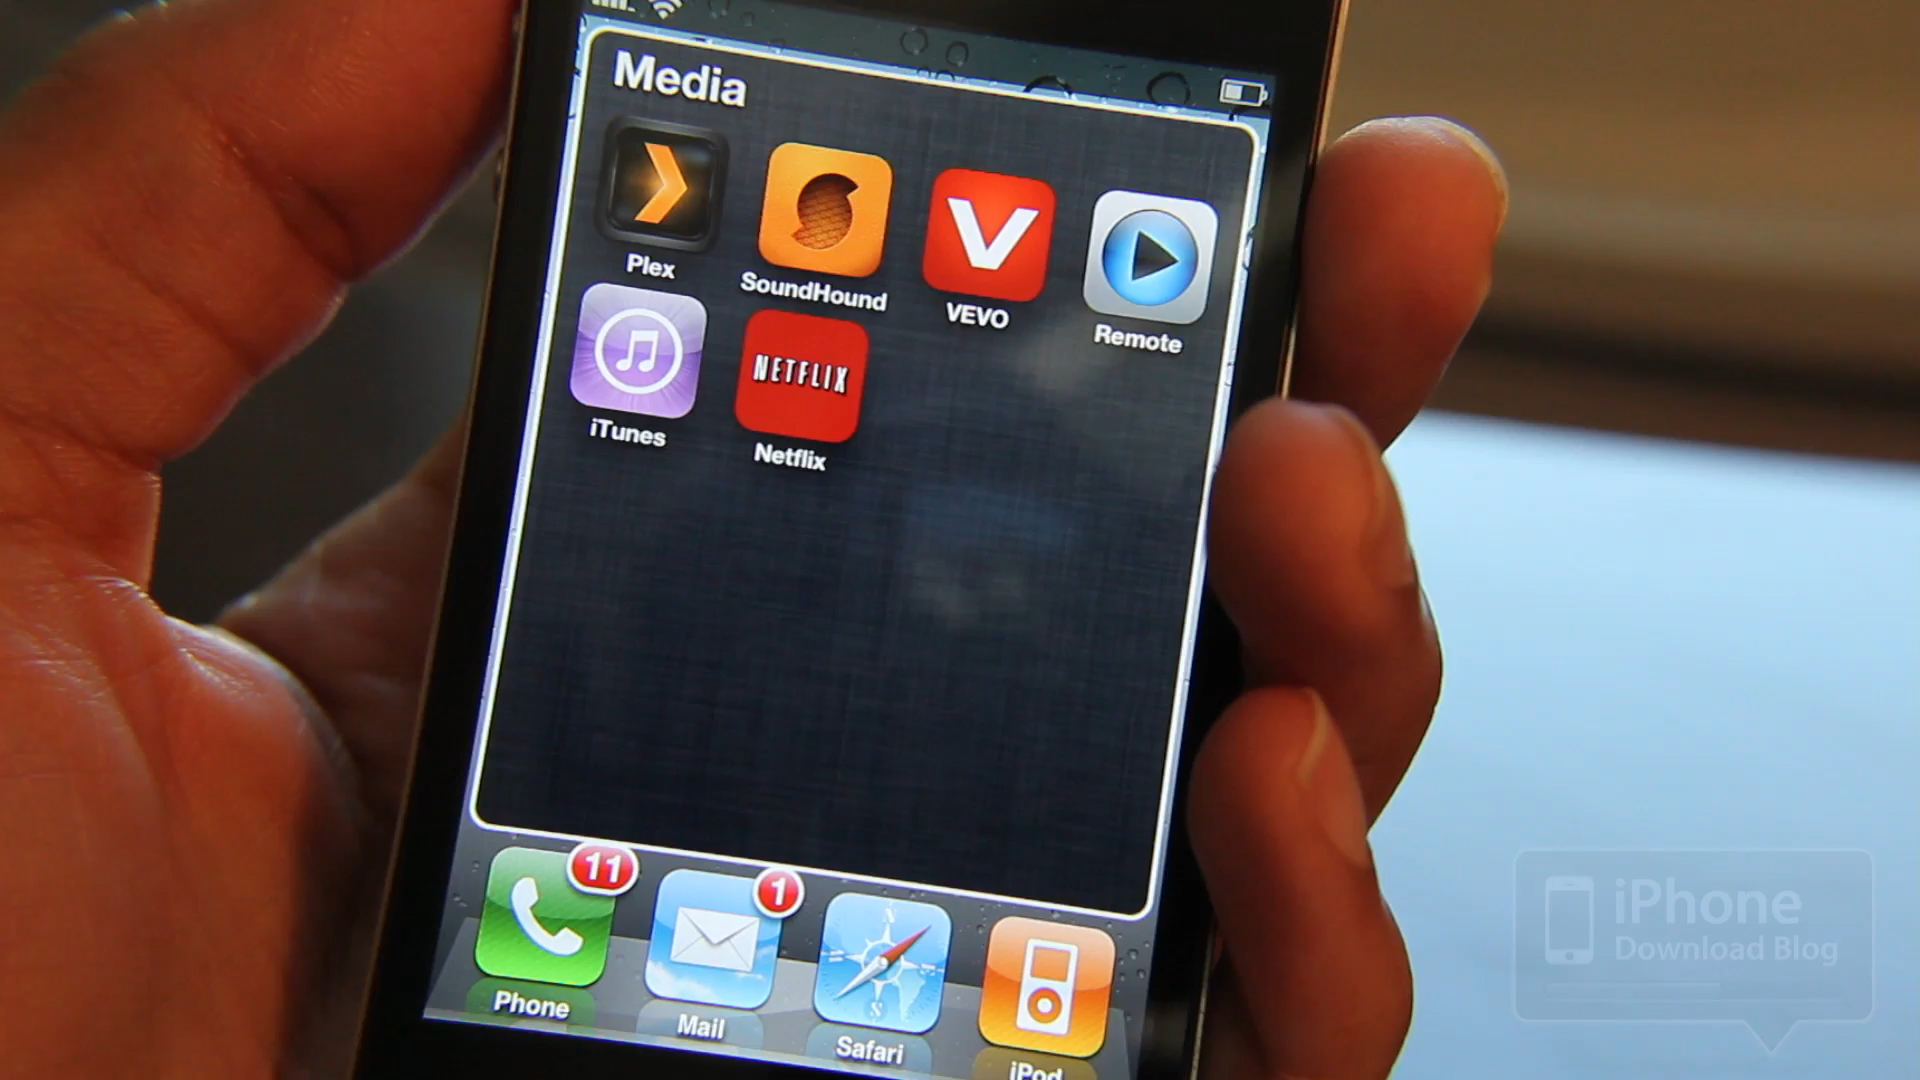 Media
Plex
SoundHound
VEVO
Remote
iTunes
NETFLIX
Netflix
11
1
Phone
Mail
Safari
iPod
iPhone
Download Blog